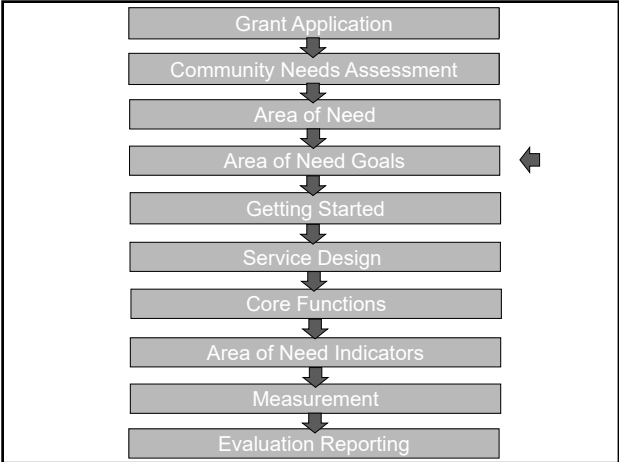 Grant Application
Community Needs Assessment
Area of Need
Area of Need Goals
Getting Started
Service Design
Core Functions
Area of Need Indicators
Measurement
Evaluation Reporting